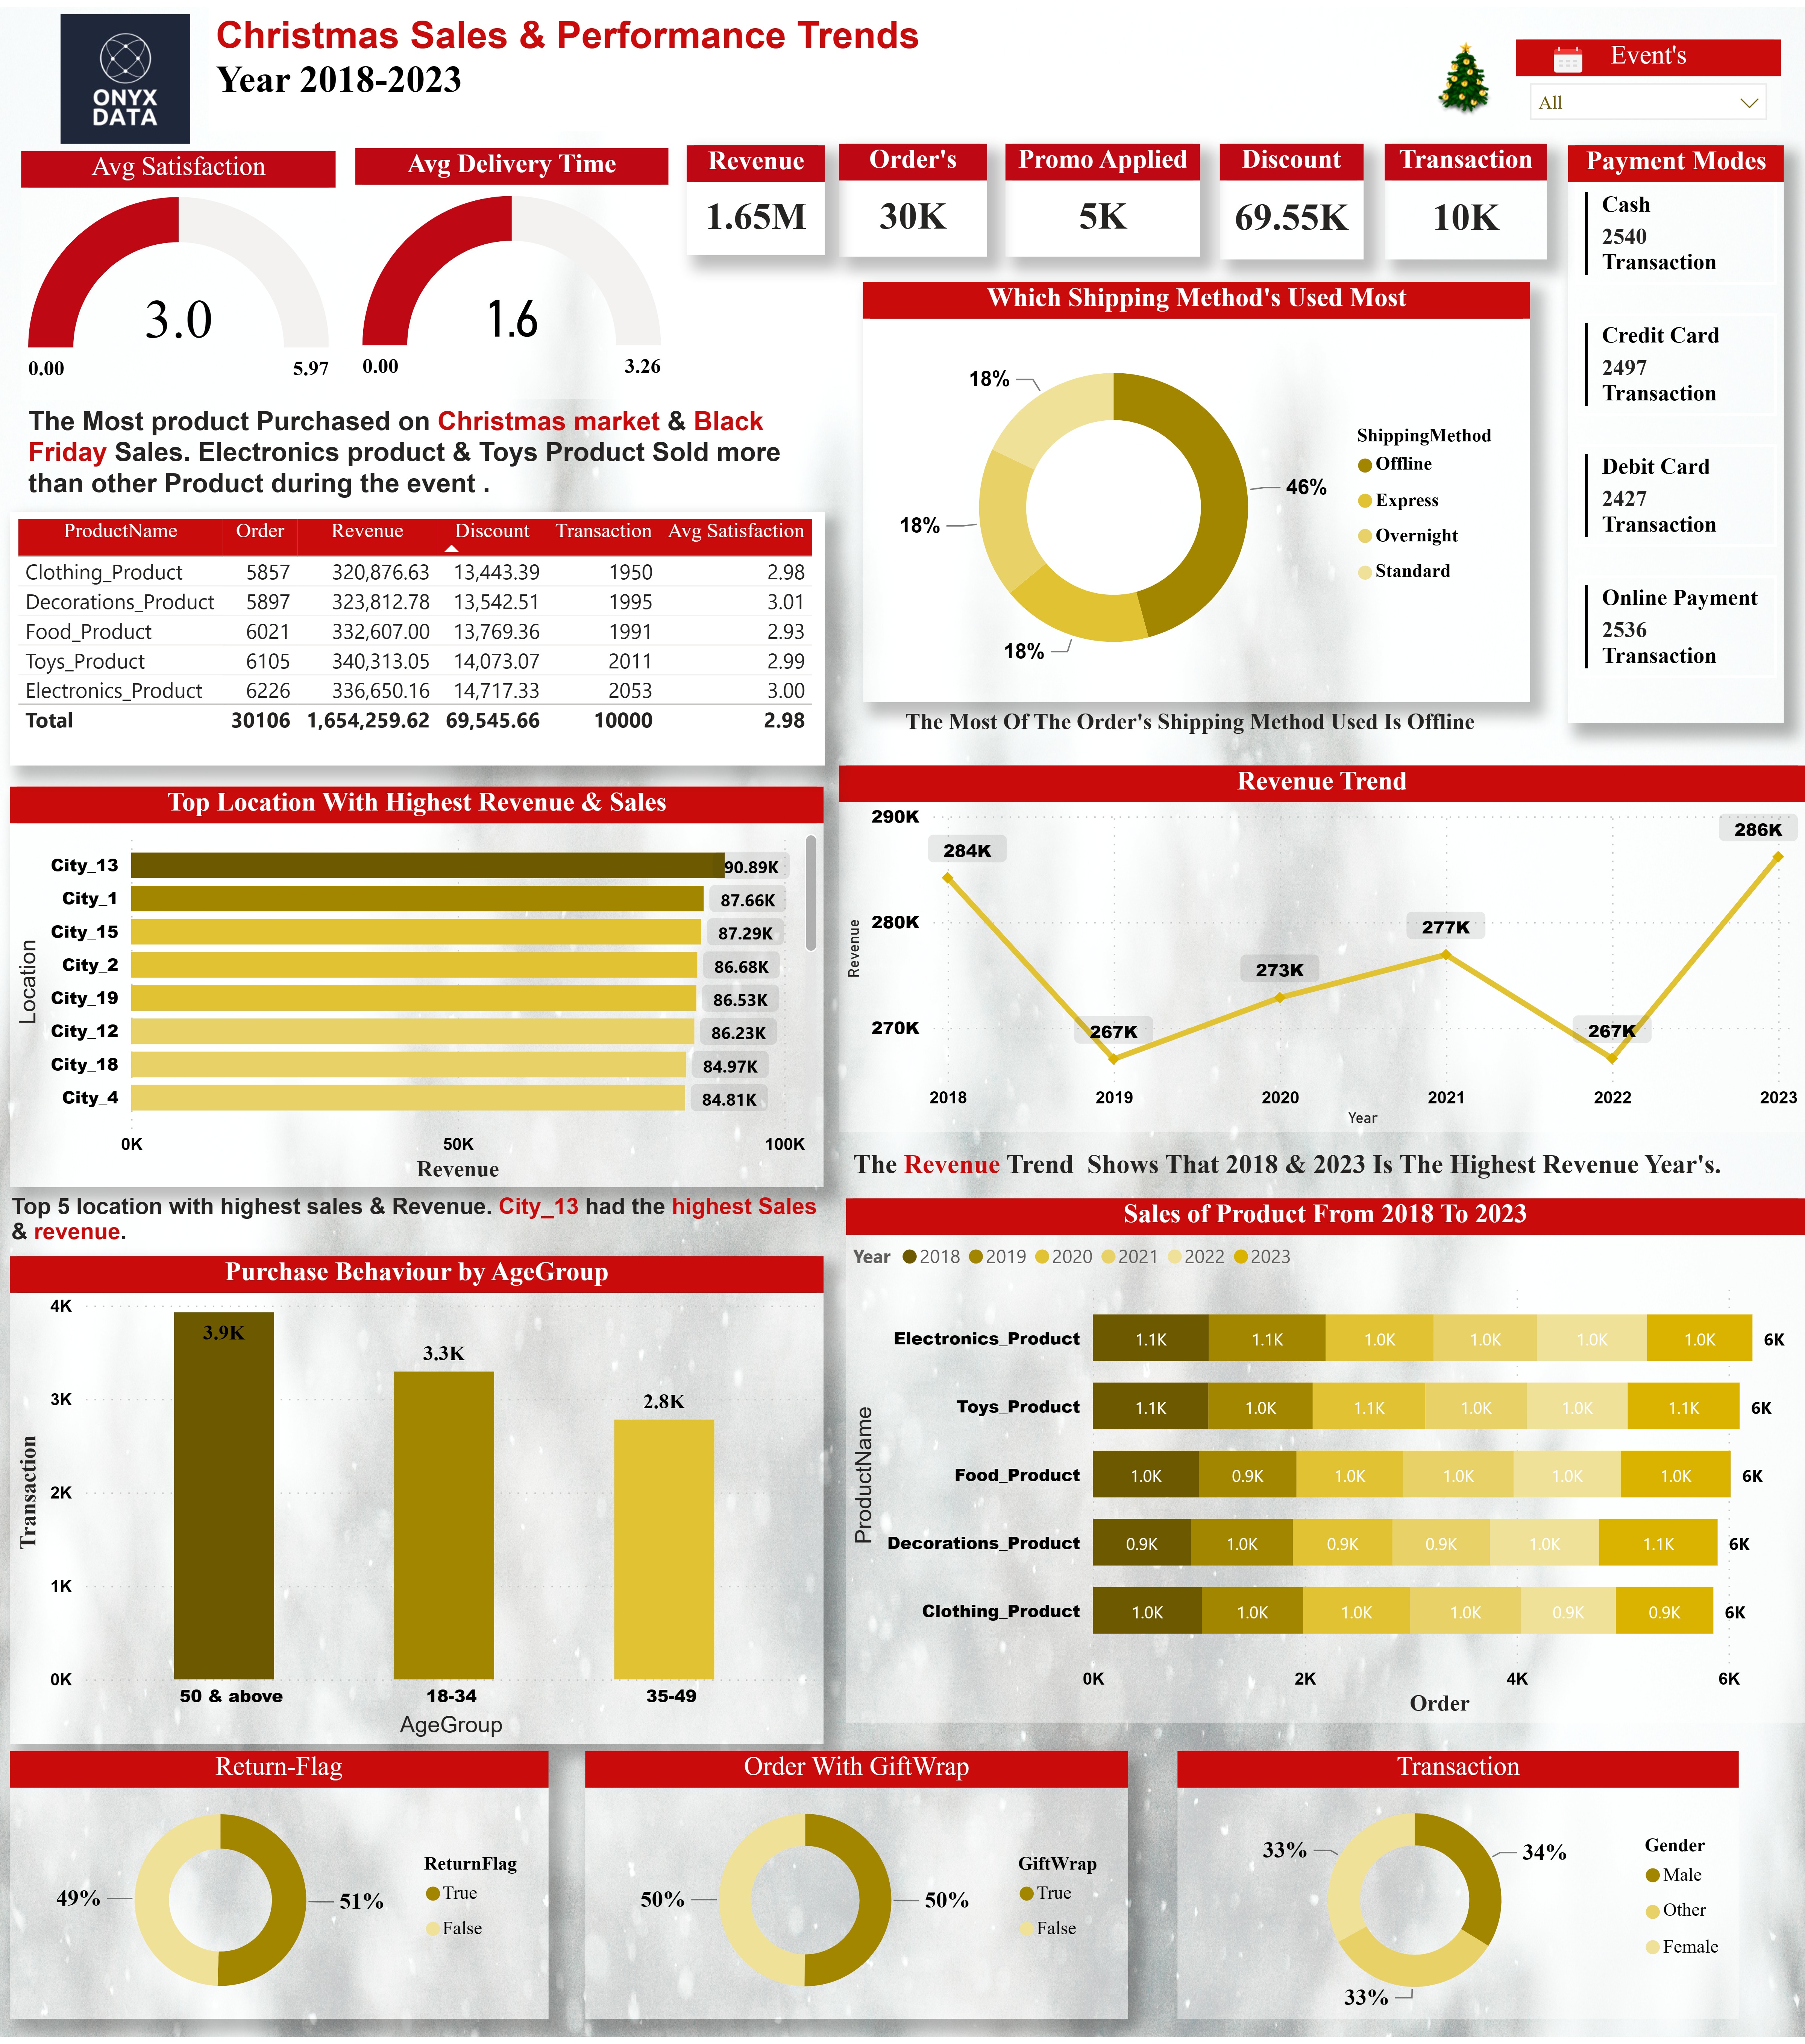 ONYX
DATA
Christmas Sales & Performance Trends
Year 2018-2023
Event's
All
Avg Satisfaction
3.0
0.00
5.97
Avg Delivery Time
1.6
0.00
3.26
Revenue
1.65M
Order's
30K
Promo Applied
5K
Discount
69.55K
Transaction
10K
Payment Modes
Cash
2540
Transaction
Credit Card
2497
Transaction
Debit Card
2427
Transaction
Online Payment
2536
Transaction
The Most product Purchased on Christmas market & Black
Friday Sales. Electronics product & Toys Product Sold more
than other Product during the event .
ProductName Order Revenue Discount Transaction Avg Satisfaction
Clothing_Product 5857 320,876.63 13,443.39 1950 2.98
Decorations_Product 5897 323,812.78 13,542.51 1995 3.01
Food_Product 6021 332,607.00 13,769.36 1991 2.93
Toys_Product 6105 340,313.05 14,073.07 2011 2.99
Electronics_Product 6226 336,650.16 14,717.33 2053 3.00
Total 30106 1,654,259.62 69,545.66 10000 2.98
Which Shipping Method's Used Most
18%
46%
18%
18%
ShippingMethod
Offline
Express
Overnight
Standard
The Most Of The Order's Shipping Method Used Is Offline
Top Location With Highest Revenue & Sales
Location
City_13 90.89K
City_1 87.66K
City_15 87.29K
City_2 86.68K
City_19 86.53K
City_12 86.23K
City_18 84.97K
City_4 84.81K
0K 50K 100K
Revenue
Top 5 location with highest sales & Revenue. City_13 had the highest Sales
& revenue.
Revenue Trend
Revenue
290K
280K
270K
284K
267K
273K
277K
267K
286K
2018 2019 2020 2021 2022 2023
Year
The Revenue Trend Shows That 2018 & 2023 Is The Highest Revenue Year's.
Purchase Behaviour by AgeGroup
Transaction
4K
3K
2K
1K
0K
3.9K
3.3K
2.8K
50 & above 18-34 35-49
AgeGroup
Sales of Product From 2018 To 2023
Year 2018 2019 2020 2021 2022 2023
ProductName
Electronics_Product 1.1K 1.1K 1.0K 1.0K 1.0K 1.0K 6K
Toys_Product 1.1K 1.0K 1.1K 1.0K 1.0K 1.1K 6K
Food_Product 1.0K 0.9K 1.0K 1.0K 1.0K 1.0K 6K
Decorations_Product 0.9K 1.0K 0.9K 0.9K 1.0K 1.1K 6K
Clothing_Product 1.0K 1.0K 1.0K 1.0K 0.9K 0.9K 6K
0K 2K 4K 6K
Order
Return-Flag
49%
51%
ReturnFlag
True
False
Order With GiftWrap
50%
50%
GiftWrap
True
False
Transaction
33%
34%
33%
Gender
Male
Other
Female